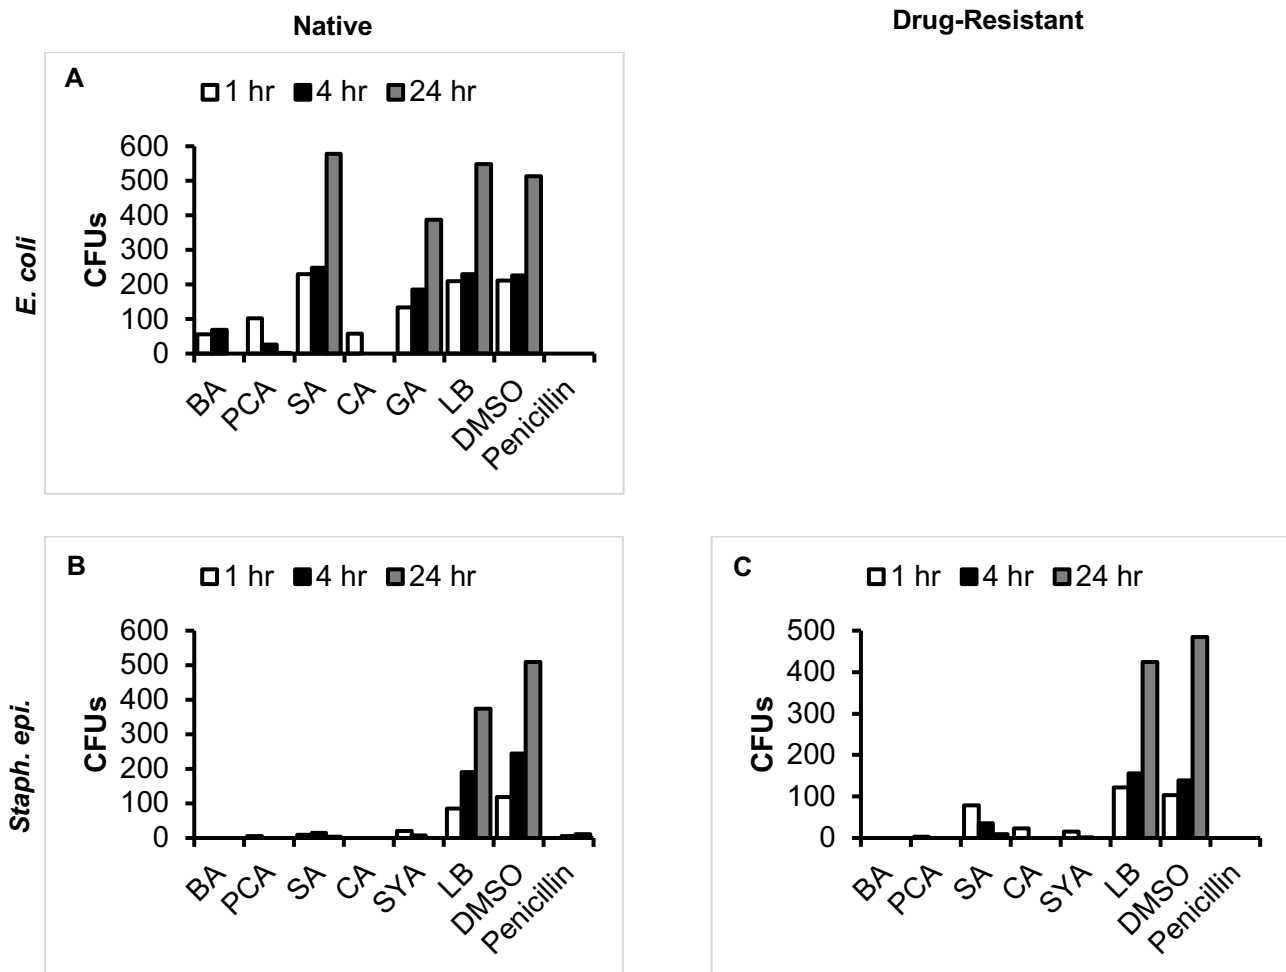 Native
Drug-Resistant
A
1 hr 4 hr 24 hr
600
500
400
300
200
100
0
CFUs
E. coli
BA PCA SA CA GA LB DMSO Penicillin
B
1 hr 4 hr 24 hr
600
500
400
300
200
100
0
CFUs
Staph. epi.
BA PCA SA CA SYA LB DMSO Penicillin
C
1 hr 4 hr 24 hr
500
400
300
200
100
0
CFUs
BA PCA SA CA SYA LB DMSO Penicillin